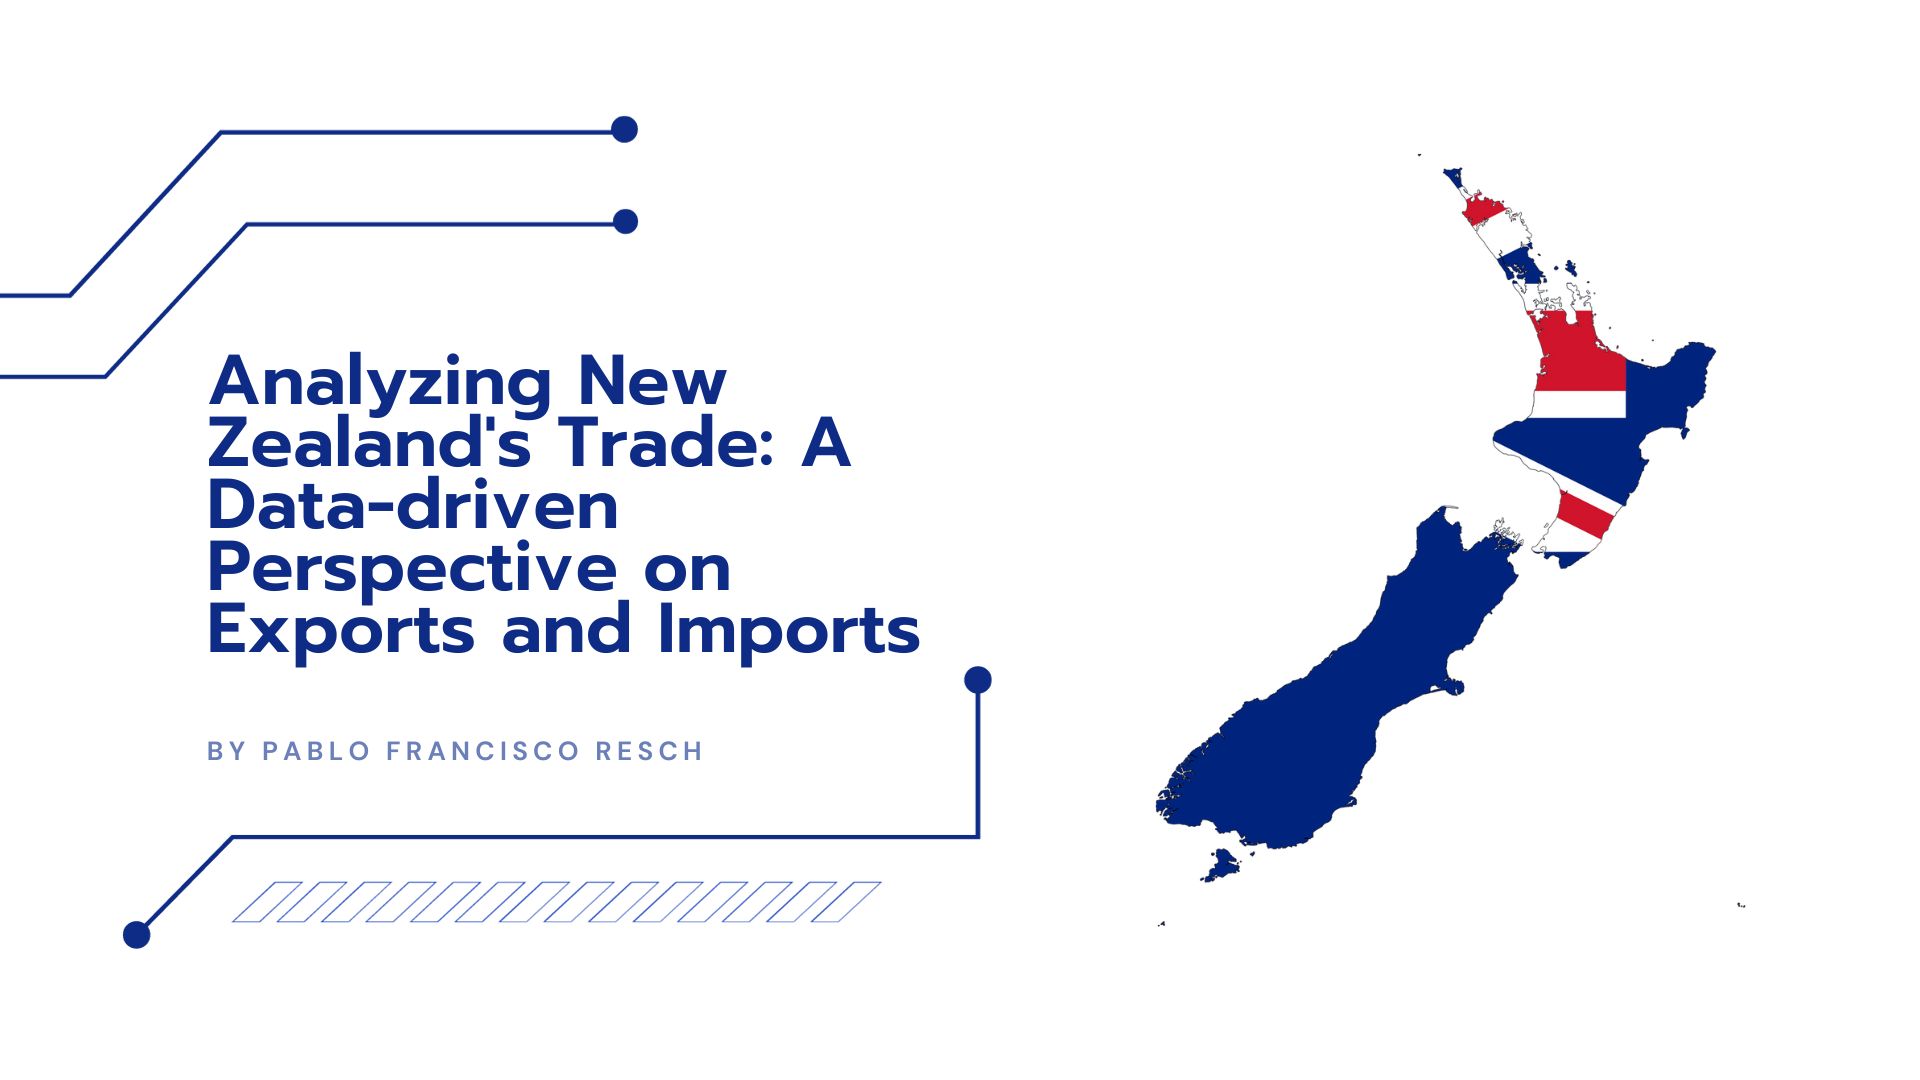 Analyzing New
Zealand's Trade: A
Data-driven
Perspective on
Exports and Imports
BY PABLO FRANCISCO RESCH